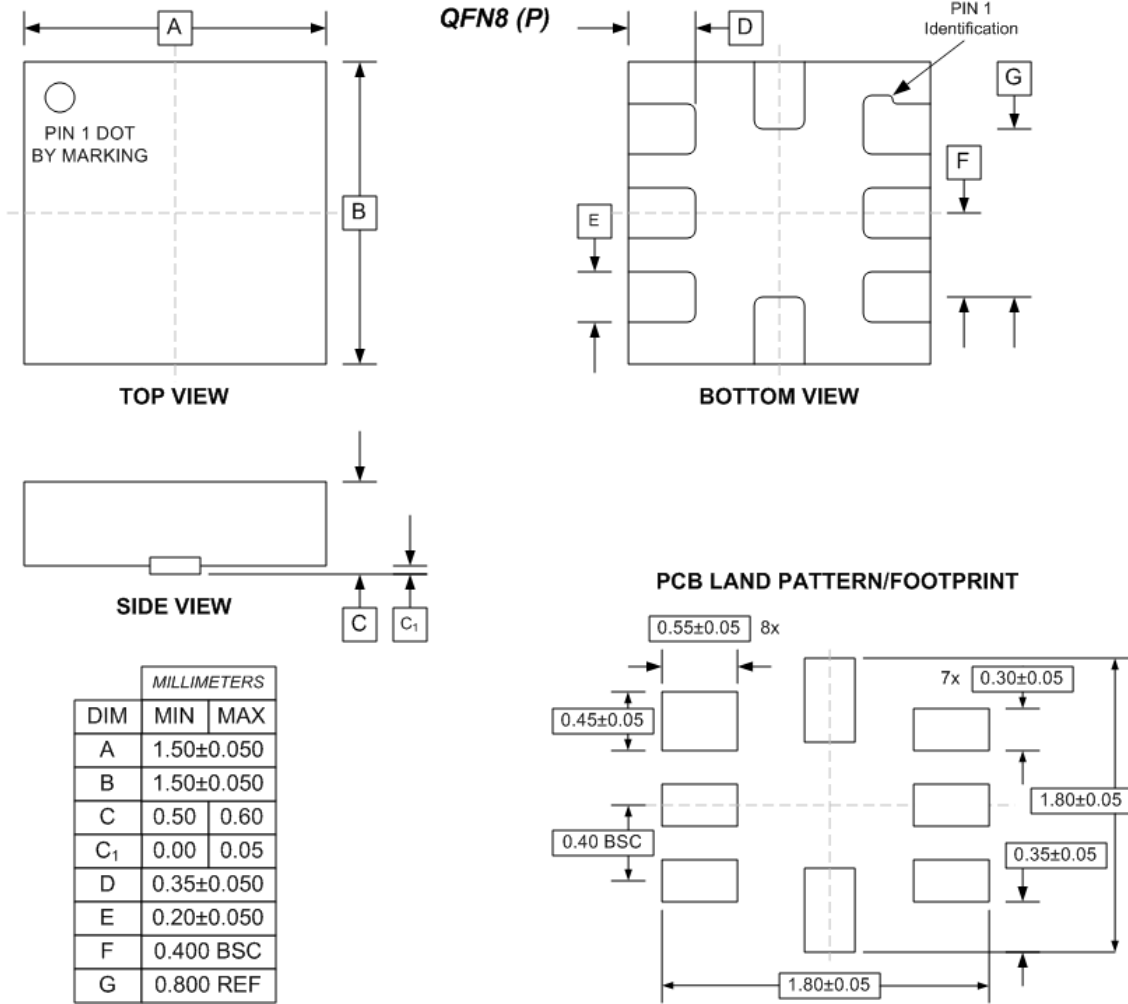 QFN8 (P)
A
D
PIN 1
Identification
G
PIN 1 DOT
BY MARKING
B
E
F
TOP VIEW
BOTTOM VIEW
SIDE VIEW
C
C₁
PCB LAND PATTERN/FOOTPRINT
0.55±0.05 8x
7x 0.30±0.05
0.45±0.05
1.80±0.05
0.40 BSC
0.35±0.05
1.80±0.05
MILLIMETERS
DIM MIN MAX
A 1.50±0.050
B 1.50±0.050
C 0.50 0.60
C₁ 0.00 0.05
D 0.35±0.050
E 0.20±0.050
F 0.400 BSC
G 0.800 REF